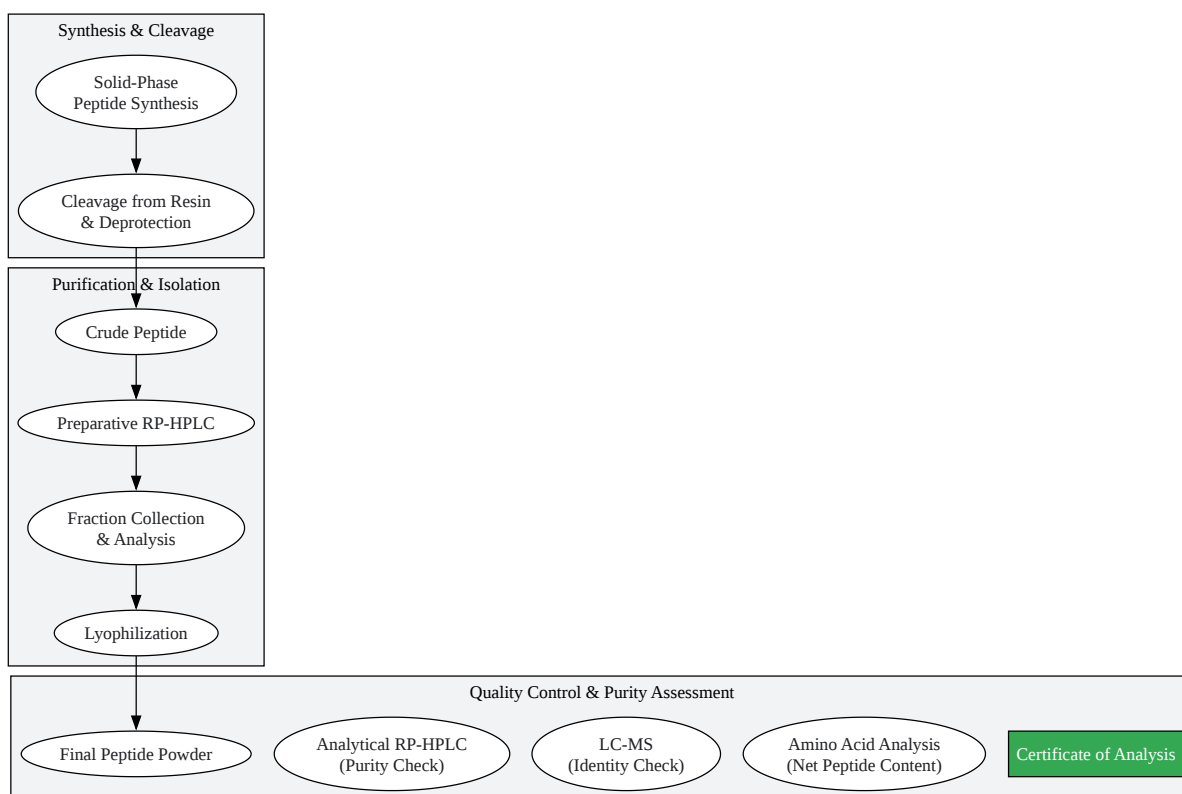 Synthesis & Cleavage
Solid-Phase
Peptide Synthesis
Cleavage from Resin
& Deprotection
Purification & Isolation
Crude Peptide
Preparative RP-HPLC
Fraction Collection
& Analysis
Lyophilization
Quality Control & Purity Assessment
Final Peptide Powder
Analytical RP-HPLC
(Purity Check)
LC-MS
(Identity Check)
Amino Acid Analysis
(Net Peptide Content)
Certificate of Analysis